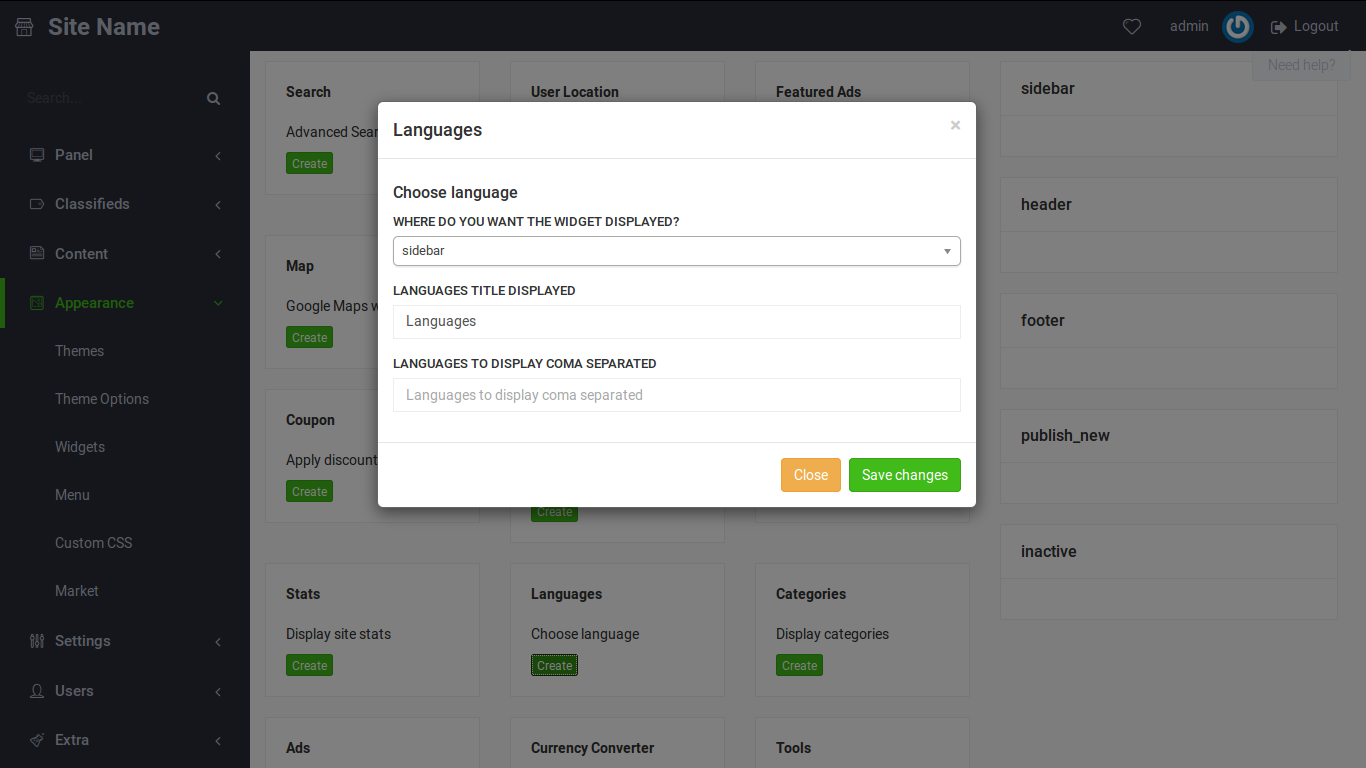 Site Name
admin
Logout
Need help?
Search...
Panel
Classifieds
Content
Appearance
Themes
Theme Options
Widgets
Menu
Custom CSS
Market
Settings
Users
Extra
Search
Advanced Sear
Create
User Location
Featured Ads
Map
Google Maps w
Create
Coupon
Apply discount
Create
Create
Stats
Display site stats
Create
Languages
Choose language
Create
Categories
Display categories
Create
Ads
Currency Converter
Tools
sidebar
header
footer
publish_new
inactive
Languages
×
Choose language
WHERE DO YOU WANT THE WIDGET DISPLAYED?
sidebar
LANGUAGES TITLE DISPLAYED
Languages
LANGUAGES TO DISPLAY COMA SEPARATED
Languages to display coma separated
Close
Save changes